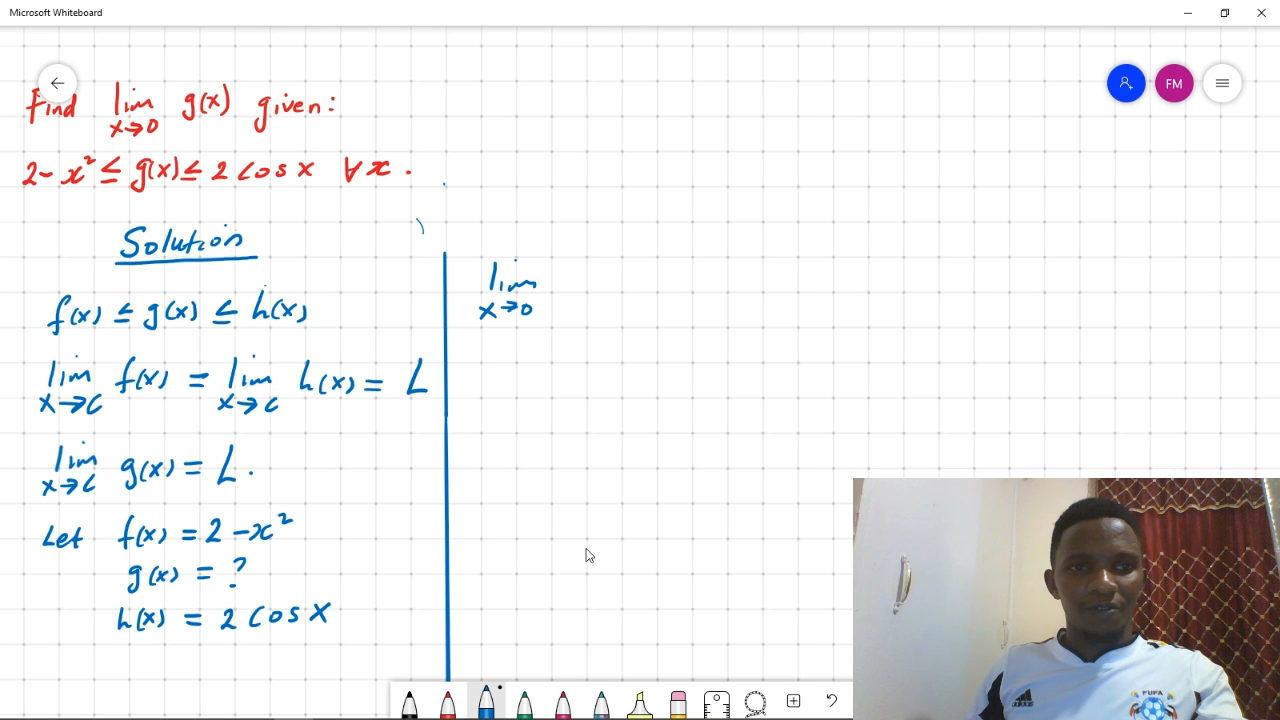 Microsoft Whiteboard
FM
Find lim x→0 g(x) given:
2-x² ≤ g(x) ≤ 2 cos x ∀x.
Solution
f(x) ≤ g(x) ≤ h(x)
lim x→c f(x) = lim x→c h(x) = L
lim x→c g(x) = L.
Let f(x) = 2-x²
g(x) = ?
h(x) = 2 cos x
lim x→0
FUFA